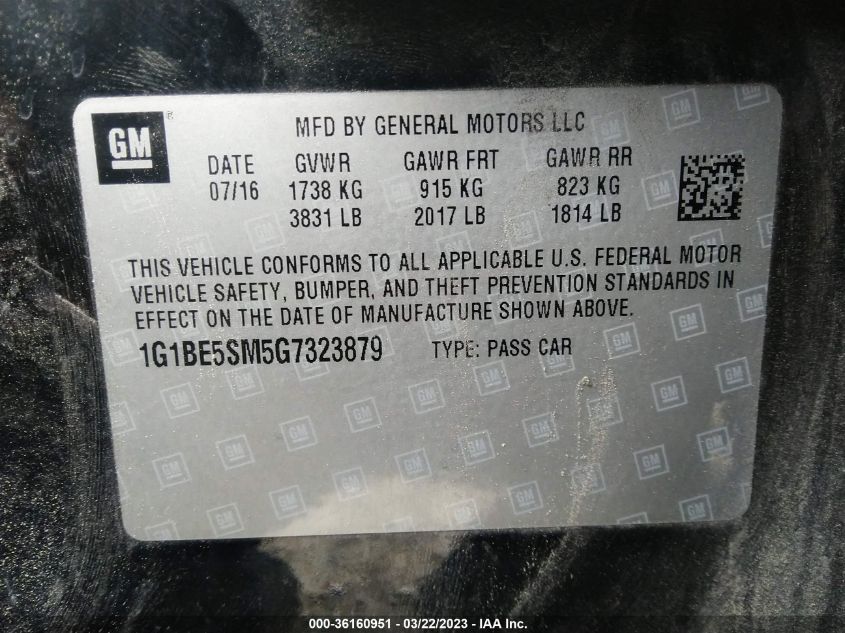 GM
MFD BY GENERAL MOTORS LLC
DATE GVWR GAWR FRT GAWR RR
07/16 1738 KG 915 KG 823 KG
3831 LB 2017 LB 1814 LB
THIS VEHICLE CONFORMS TO ALL APPLICABLE U.S. FEDERAL MOTOR
VEHICLE SAFETY, BUMPER, AND THEFT PREVENTION STANDARDS IN
EFFECT ON THE DATE OF MANUFACTURE SHOWN ABOVE.
1G1BE5SM5G7323879 TYPE: PASS CAR
000-36160951 - 03/22/2023 - IAA Inc.